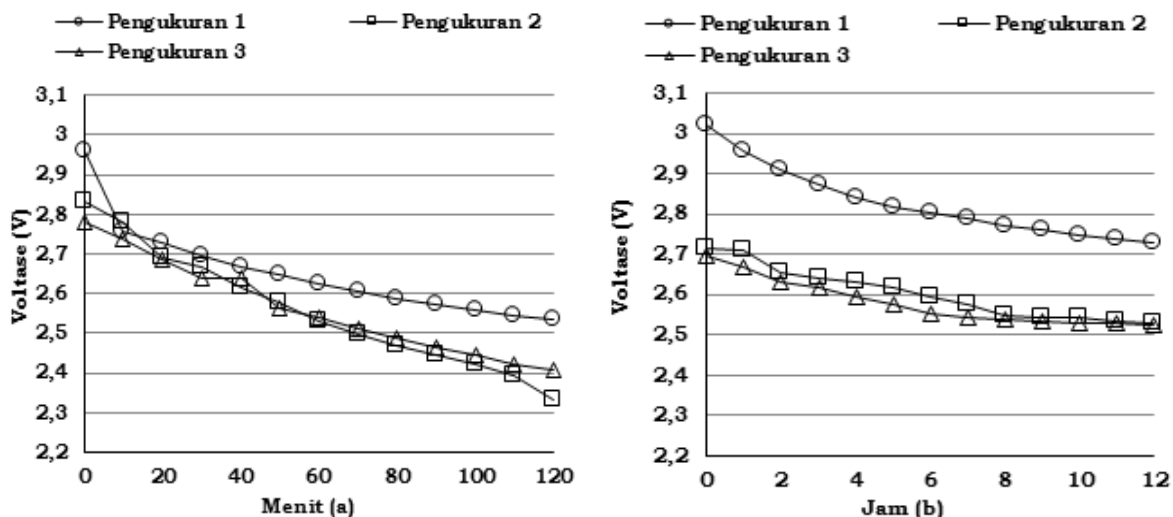 Pengukuran 1 Pengukuran 2
Pengukuran 3
3,1
3
2,9
2,8
2,7
2,6
2,5
2,4
2,3
2,2
Voltase (V)
0 20 40 60 80 100 120
Menit (a)
Pengukuran 1 Pengukuran 2
Pengukuran 3
3,1
3
2,9
2,8
2,7
2,6
2,5
2,4
2,3
2,2
Voltase (V)
0 2 4 6 8 10 12
Jam (b)